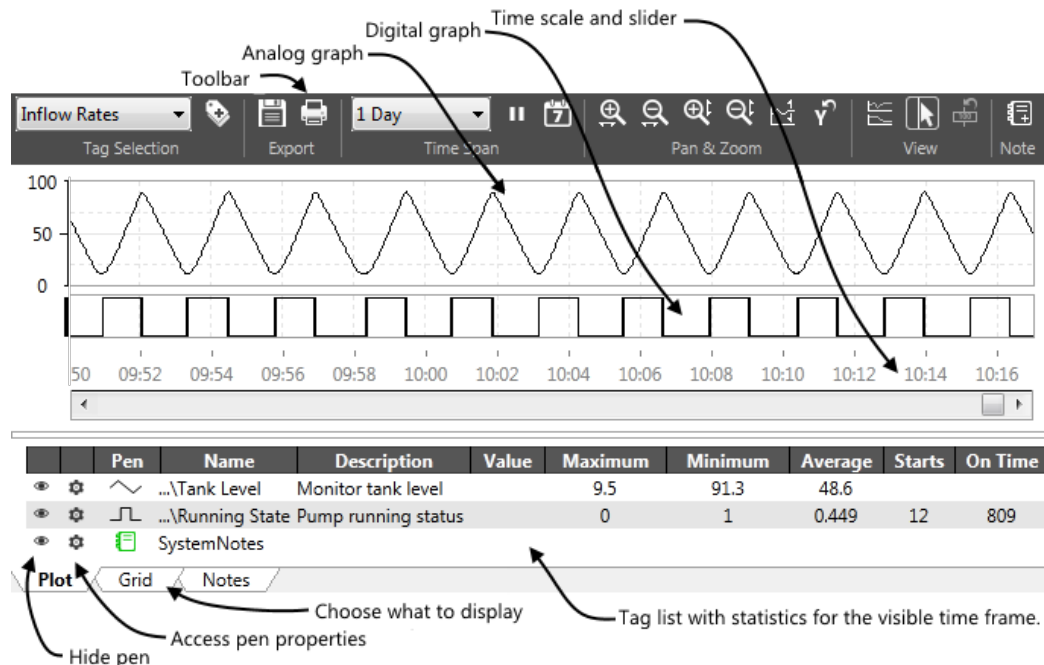 Time scale and slider
Digital graph
Analog graph
Toolbar
Inflow Rates 1 Day 7
Tag Selection Export Time Span Pan & Zoom View Note
100
50
0
50 09:52 09:54 09:56 09:58 10:00 10:02 10:04 10:06 10:08 10:10 10:12 10:14 10:16
Pen Name Description Value Maximum Minimum Average Starts On Time
...\Tank Level Monitor tank level 9.5 91.3 48.6
...\Running State Pump running status 0 1 0.449 12 809
SystemNotes
Plot Grid Notes
Choose what to display
Tag list with statistics for the visible time frame.
Access pen properties
Hide pen